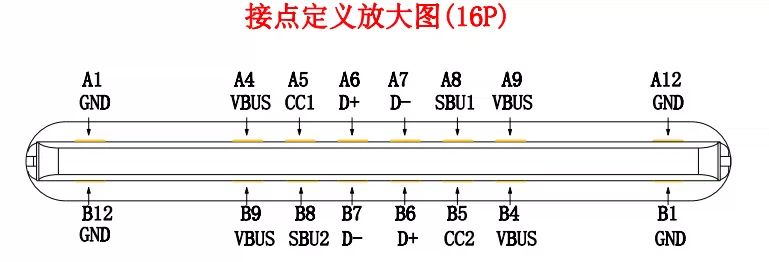 接点定义放大图(16P)
A1 A4 A5 A6 A7 A8 A9 A12
GND VBUS CC1 D+ D- SBU1 VBUS GND
B12 B9 B8 B7 B6 B5 B4 B1
GND VBUS SBU2 D- D+ CC2 VBUS GND